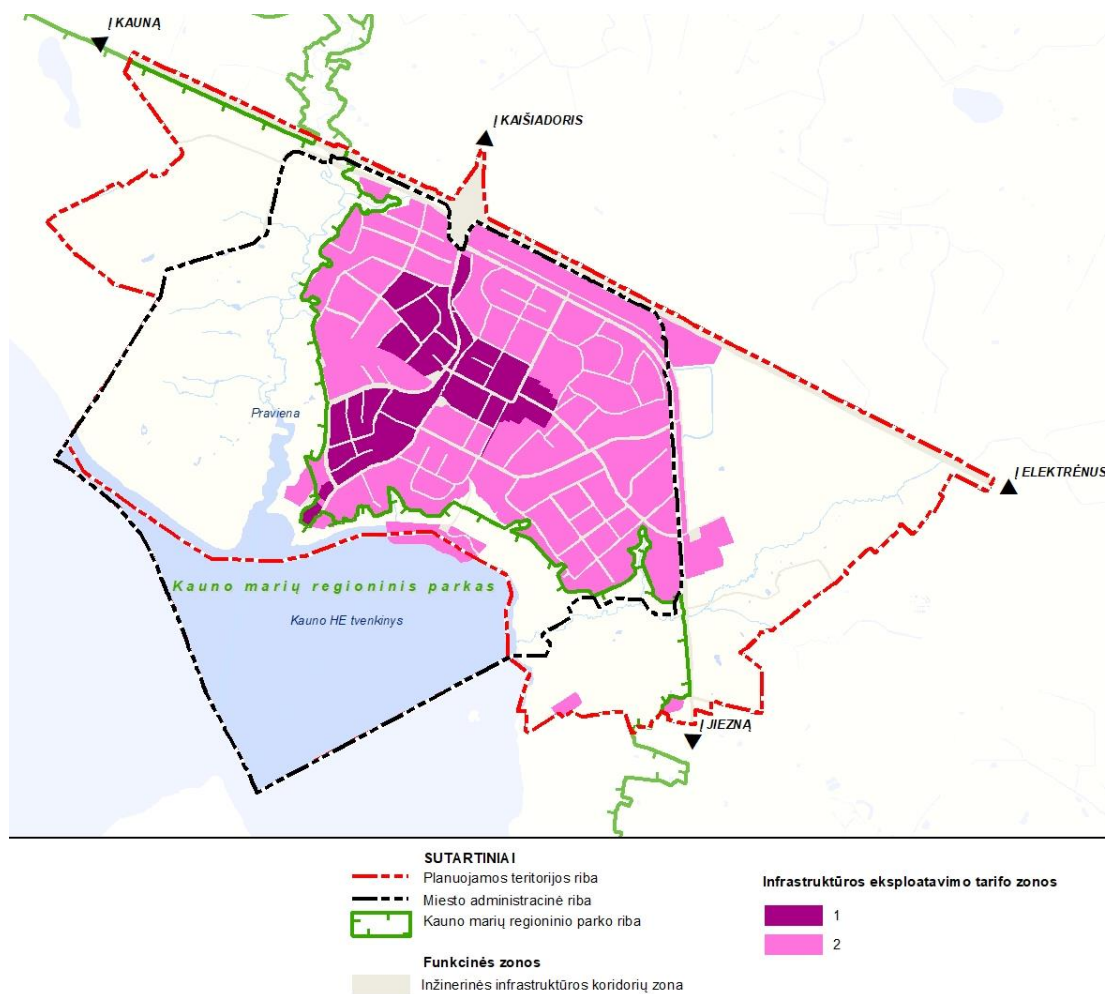 Į KAUNĄ
Į KAIŠIADORIS
Praviena
Į ELEKTRĖNUS
Kauno marių regioninis parkas
Kauno HE tvenkinys
Į JIEZNĄ
SUTARTINIAI
Planuojamos teritorijos riba
Miesto administracinė riba
Kauno marių regioninio parko riba
Funkcinės zonos
Inžinerinės infrastruktūros koridorių zona
Infrastruktūros eksploatavimo tarifo zonos
1
2